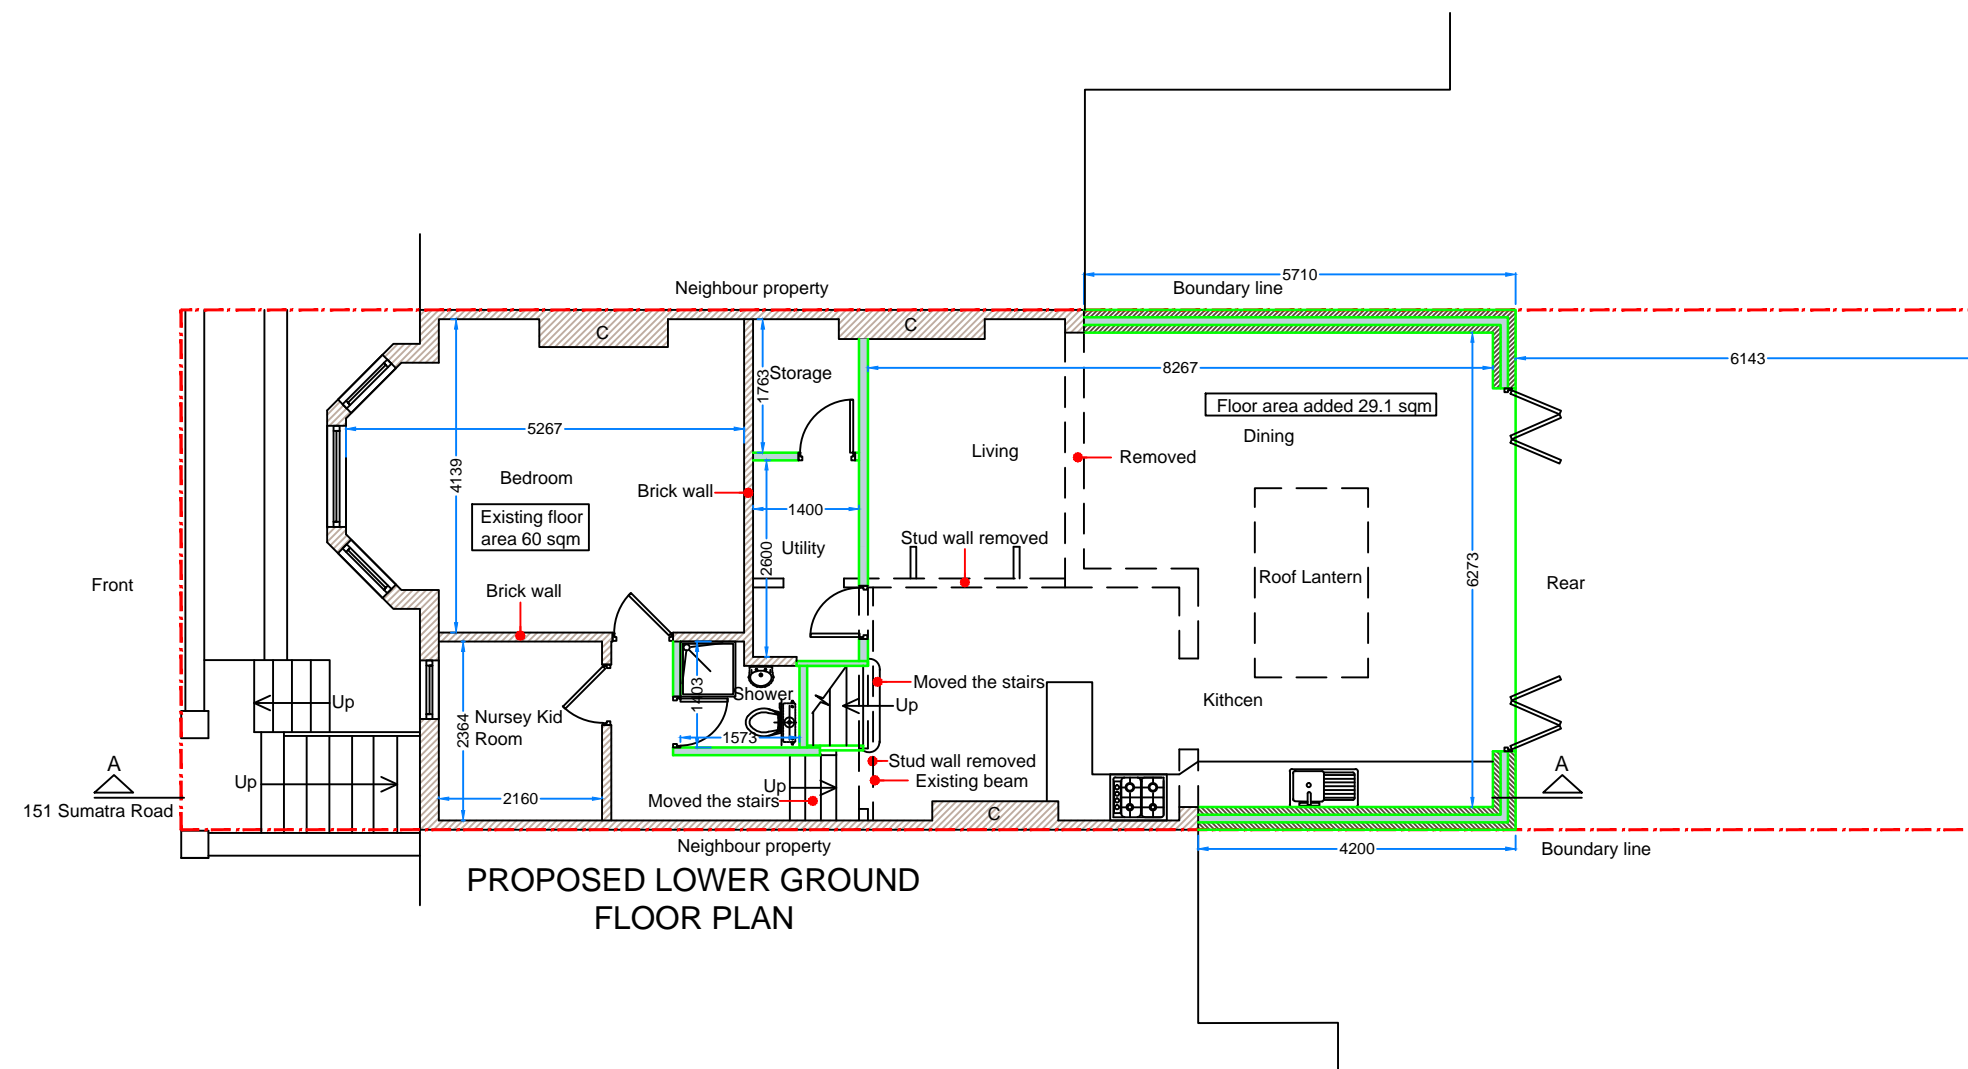 5710
Neighbour property
Boundary line
C
C
6143
1763
Storage
8267
Floor area added 29.1 sqm
5267
Dining
4139
Living
Removed
Bedroom
Brick wall
1400
Existing floor
area 60 sqm
Stud wall removed
Utility
2600
6273
Roof Lantern
Front
Rear
Brick wall
Moved the stairs
1403
Shower
Kithcen
Up
Up
Nursey Kid
Room
2364
1573
Stud wall removed
A
A
Up
Up
Existing beam
2160
Moved the stairs
151 Sumatra Road
C
Neighbour property
4200
Boundary line
PROPOSED LOWER GROUND
FLOOR PLAN